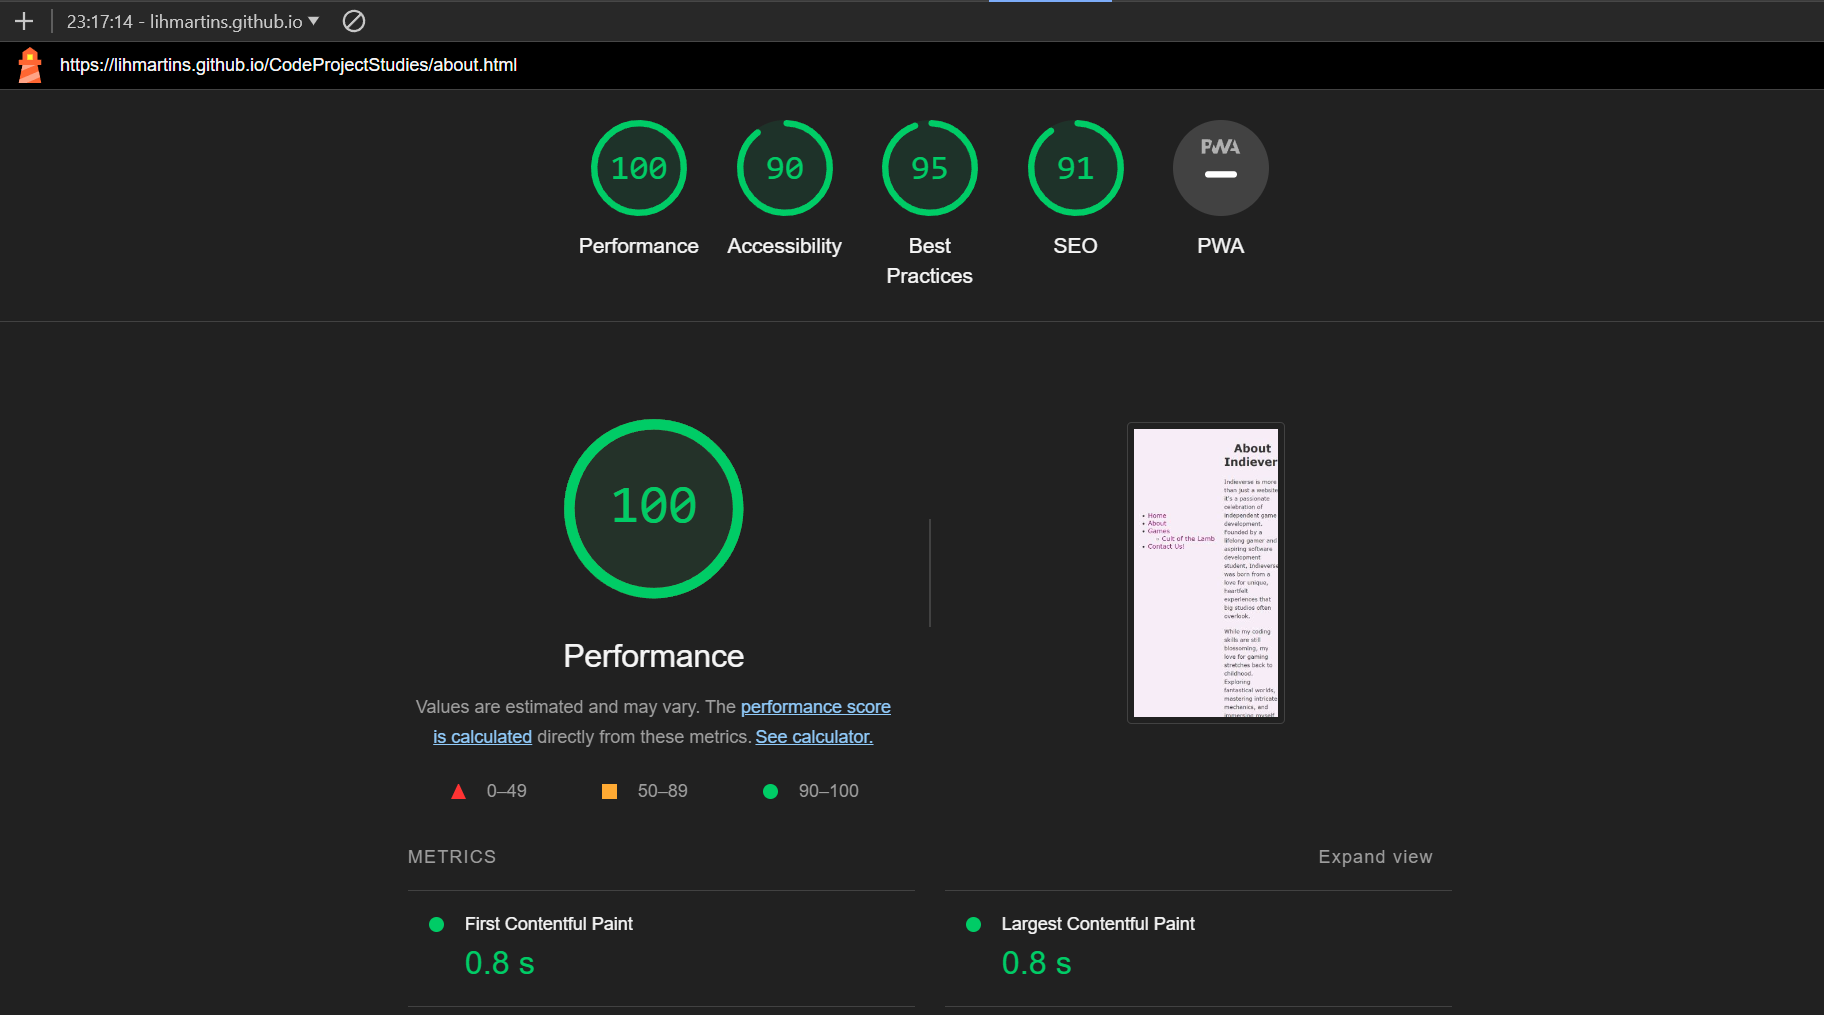 23:17:14 - lihmartins.github.io
https://lihmartins.github.io/CodeProjectStudies/about.html
100
90
95
91
PWA
Performance
Accessibility
Best
Practices
SEO
PWA
100
Performance
Values are estimated and may vary. The performance score
is calculated directly from these metrics. See calculator.
0–49
50–89
90–100
About
Indiever
Home
About
Games
Cult of the Lamb
Contact Us!
Indieverse is more
than just a website
it's a passionate
celebration of
independent game
development.
Founded by a
lifelong gamer and
aspiring software
development
student, Indieverse
was born from a
love for unique,
heartfelt
experiences that
big studios often
overlook.
While my coding
skills are still
blossoming, my
love for gaming
stretches back to
childhood.
Exploring
fantastical worlds,
mastering intricate
mechanics, and
immersing myself
METRICS
Expand view
First Contentful Paint
0.8 s
Largest Contentful Paint
0.8 s